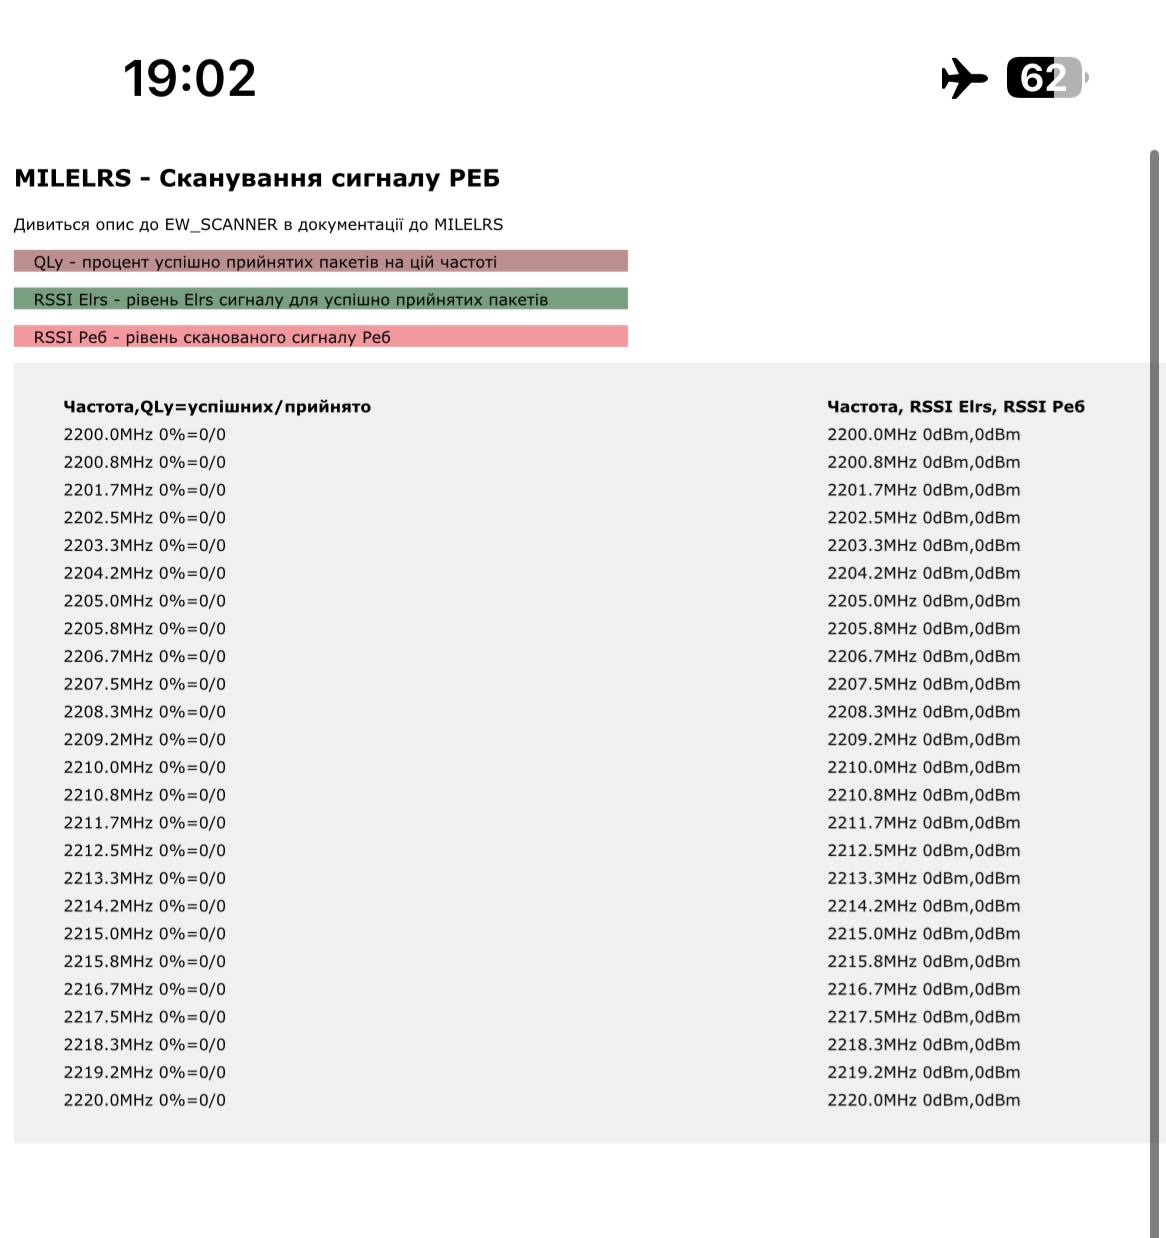 19:02 62
MILELRS - Сканування сигналу РЕБ
Дивиться опис до EW_SCANNER в документації до MILELRS
QLy - процент успішно прийнятих пакетів на цій частоті
RSSI Elrs - рівень Elrs сигналу для успішно прийнятих пакетів
RSSI Реб - рівень сканованого сигналу Реб
Частота,QLy=успішних/прийнято Частота, RSSI Elrs, RSSI Реб
2200.0MHz 0%=0/0 2200.0MHz 0dBm,0dBm
2200.8MHz 0%=0/0 2200.8MHz 0dBm,0dBm
2201.7MHz 0%=0/0 2201.7MHz 0dBm,0dBm
2202.5MHz 0%=0/0 2202.5MHz 0dBm,0dBm
2203.3MHz 0%=0/0 2203.3MHz 0dBm,0dBm
2204.2MHz 0%=0/0 2204.2MHz 0dBm,0dBm
2205.0MHz 0%=0/0 2205.0MHz 0dBm,0dBm
2205.8MHz 0%=0/0 2205.8MHz 0dBm,0dBm
2206.7MHz 0%=0/0 2206.7MHz 0dBm,0dBm
2207.5MHz 0%=0/0 2207.5MHz 0dBm,0dBm
2208.3MHz 0%=0/0 2208.3MHz 0dBm,0dBm
2209.2MHz 0%=0/0 2209.2MHz 0dBm,0dBm
2210.0MHz 0%=0/0 2210.0MHz 0dBm,0dBm
2210.8MHz 0%=0/0 2210.8MHz 0dBm,0dBm
2211.7MHz 0%=0/0 2211.7MHz 0dBm,0dBm
2212.5MHz 0%=0/0 2212.5MHz 0dBm,0dBm
2213.3MHz 0%=0/0 2213.3MHz 0dBm,0dBm
2214.2MHz 0%=0/0 2214.2MHz 0dBm,0dBm
2215.0MHz 0%=0/0 2215.0MHz 0dBm,0dBm
2215.8MHz 0%=0/0 2215.8MHz 0dBm,0dBm
2216.7MHz 0%=0/0 2216.7MHz 0dBm,0dBm
2217.5MHz 0%=0/0 2217.5MHz 0dBm,0dBm
2218.3MHz 0%=0/0 2218.3MHz 0dBm,0dBm
2219.2MHz 0%=0/0 2219.2MHz 0dBm,0dBm
2220.0MHz 0%=0/0 2220.0MHz 0dBm,0dBm